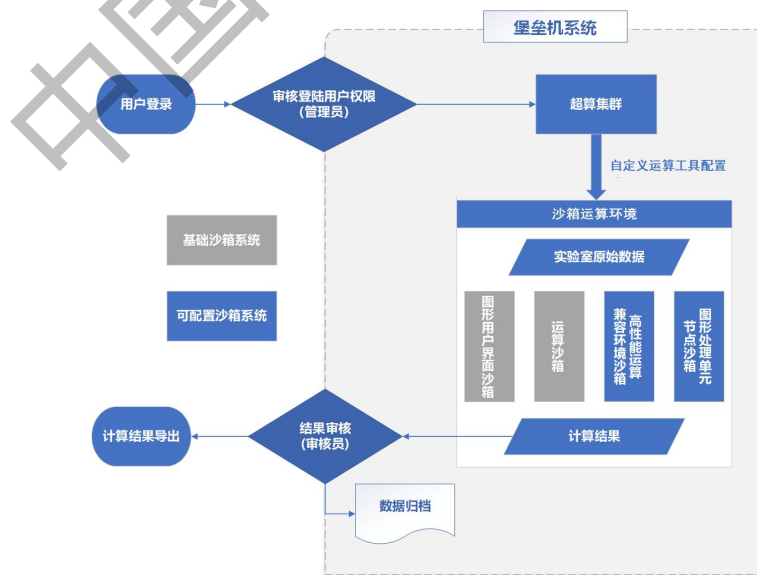 中国
堡垒机系统
用户登录
审核登陆用户权限
(管理员)
超算集群
自定义运算工具配置
沙箱运算环境
基础沙箱系统
实验室原始数据
可配置沙箱系统
图形用户界面沙箱
运算沙箱
高性能运算
兼容环境沙箱
图形处理单元
节点沙箱
计算结果导出
结果审核
(审核员)
计算结果
数据归档